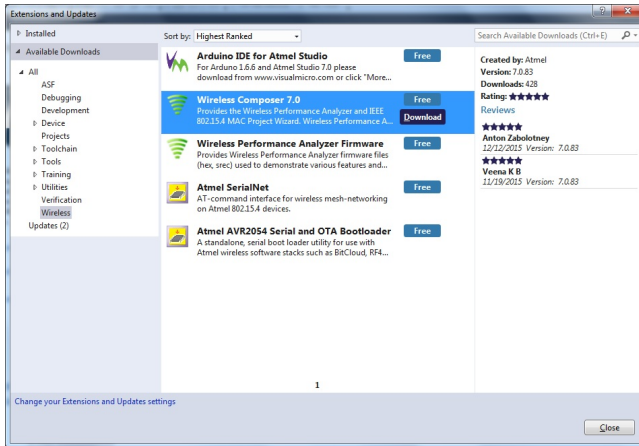 Extensions and Updates
Installed
Available Downloads
All
ASF
Debugging
Development
Device
Projects
Toolchain
Tools
Training
Utilities
Verification
Wireless
Updates (2)
Sort by: Highest Ranked
Arduino IDE for Atmel Studio
Free
For Arduino 1.6.6 and Atmel Studio 7.0 please
download from www.visualmicro.com or click "More...
Wireless Composer 7.0
Free
Provides the Wireless Performance Analyzer and IEEE
802.15.4 MAC Project Wizard. Wireless Performance A...
Download
Wireless Performance Analyzer Firmware
Free
Provides Wireless Performance Analyzer firmware files
(hex, srec) used to demonstrate various features and...
Atmel SerialNet
Free
AT-command interface for wireless mesh-networking
on Atmel 802.15.4 devices.
Atmel AVR2054 Serial and OTA Bootloader
Free
A standalone, serial boot loader utility for use with
Atmel wireless software stacks such as BitCloud, RF4...
1
Search Available Downloads (Ctrl+E)
Created by: Atmel
Version: 7.0.83
Downloads: 428
Rating:
Reviews
Anton Zabolotney
12/12/2015 Version: 7.0.83
Veena K B
11/19/2015 Version: 7.0.83
Change your Extensions and Updates settings
Close